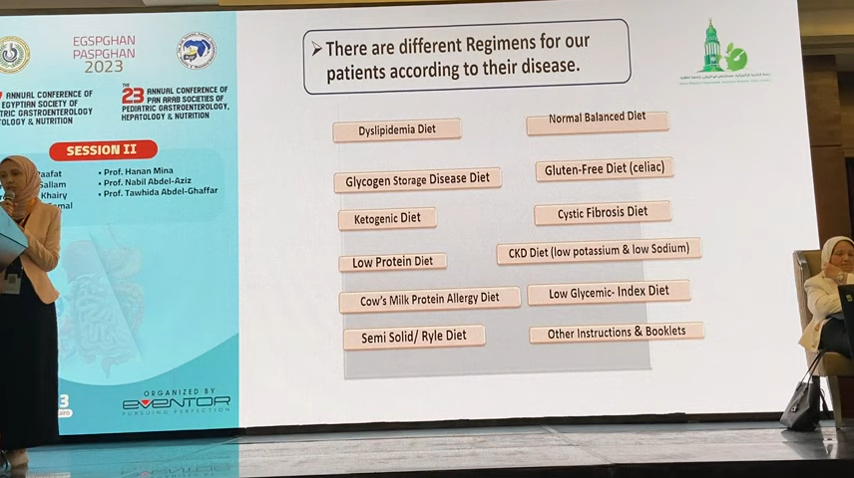 EGSPGHAN
PASPGHAN
2023
ANNUAL CONFERENCE OF
EGYPTIAN SOCIETY OF
TRIC GASTROENTEROLOGY
TOLOGY & NUTRITION
THE
23 ANNUAL CONFERENCE OF
PAN ARAB SOCIETIES OF
PEDIATRIC GASTROENTEROLOGY,
HEPATOLOGY & NUTRITION
SESSION II
aafat
Sallam
Khairy
• Prof. Hanan Mina
• Prof. Nabil Abdel-Aziz
• Prof. Tawhida Abdel-Ghaffar
ORGANIZED BY
EVENTOR
PURSUING PERFECTION
➢ There are different Regimens for our
patients according to their disease.
Dyslipidemia Diet
Normal Balanced Diet
Glycogen Storage Disease Diet
Gluten-Free Diet (celiac)
Ketogenic Diet
Cystic Fibrosis Diet
Low Protein Diet
CKD Diet (low potassium & low Sodium)
Cow's Milk Protein Allergy Diet
Low Glycemic- Index Diet
Semi Solid/ Ryle Diet
Other Instructions & Booklets